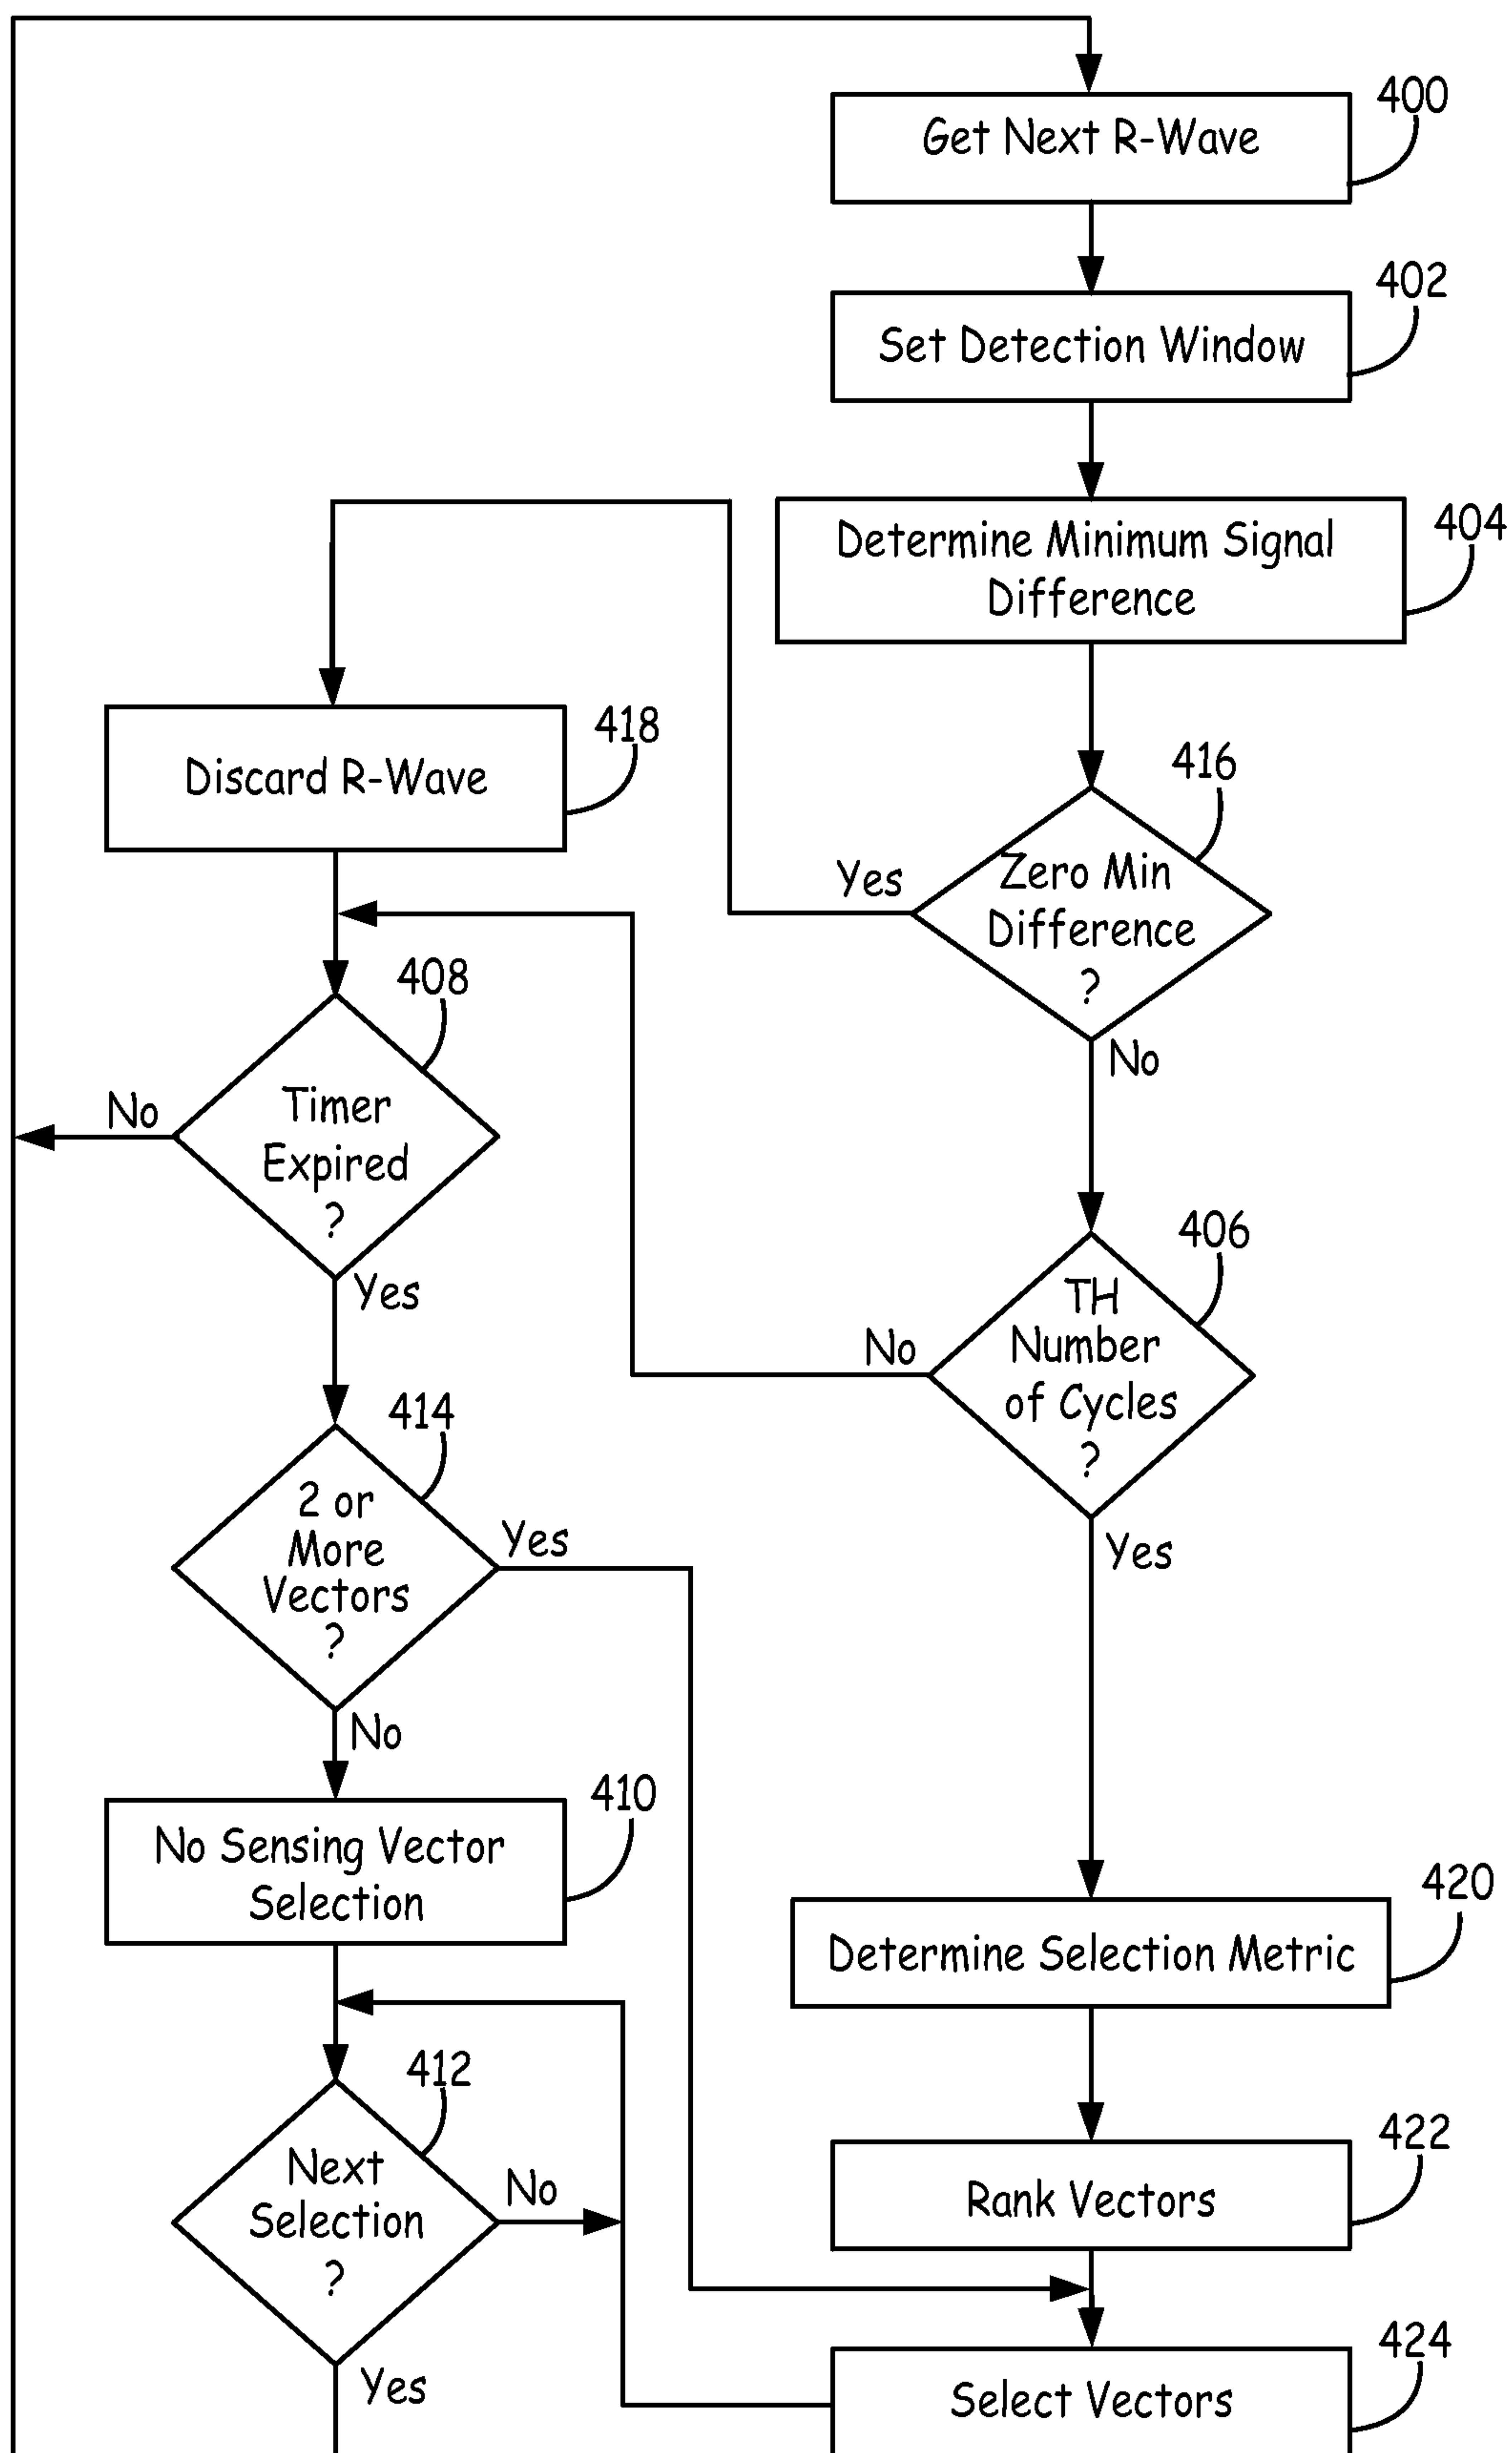 400
Get Next R-Wave
402
Set Detection Window
404
Determine Minimum Signal
Difference
418
Discard R-Wave
416
Yes
Zero Min
Difference
?
No
408
No
Timer
Expired
?
Yes
406
No
TH
Number
of Cycles
?
Yes
414
2 or
More
Vectors
?
Yes
No
410
No Sensing Vector
Selection
420
Determine Selection Metric
412
Next
Selection
?
No
Yes
422
Rank Vectors
424
Select Vectors